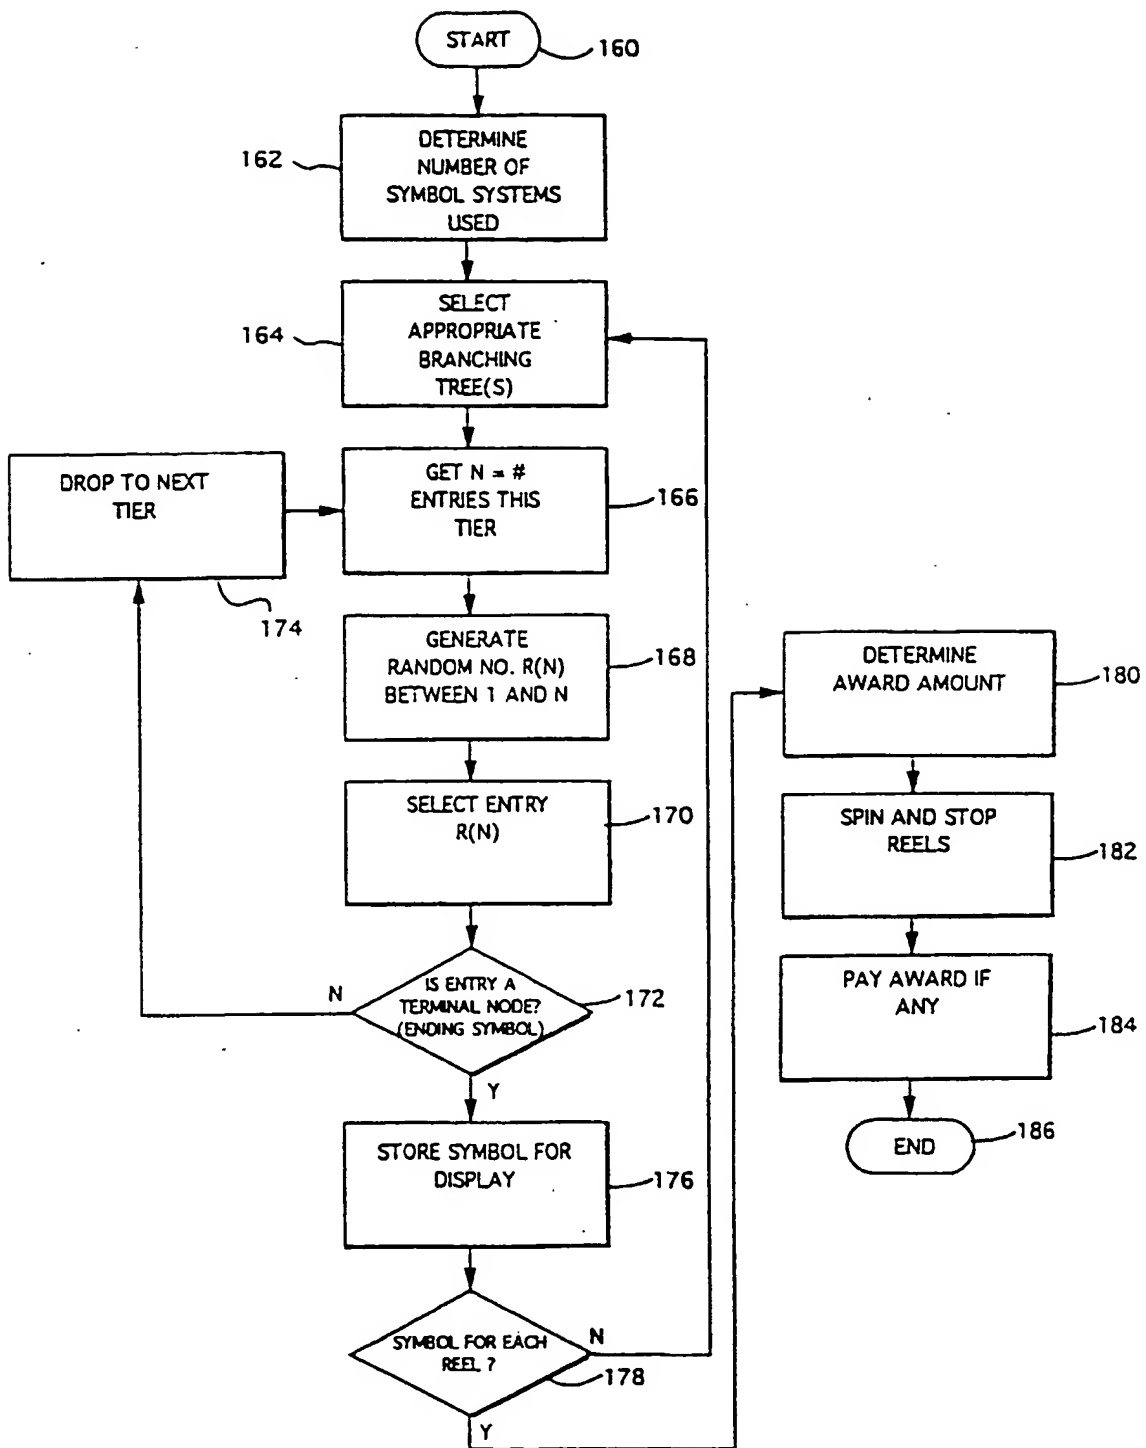 START
160
DETERMINE
NUMBER OF
SYMBOL SYSTEMS
USED
162
SELECT
APPROPRIATE
BRANCHING
TREE(S)
164
DROP TO NEXT
TIER
174
GET N = #
ENTRIES THIS
TIER
166
GENERATE
RANDOM NO. R(N)
BETWEEN 1 AND N
168
SELECT ENTRY
R(N)
170
IS ENTRY A
TERMINAL NODE?
(ENDING SYMBOL)
172
N
Y
STORE SYMBOL FOR
DISPLAY
176
SYMBOL FOR EACH
REEL ?
178
N
Y
DETERMINE
AWARD AMOUNT
180
SPIN AND STOP
REELS
182
PAY AWARD IF
ANY
184
END
186